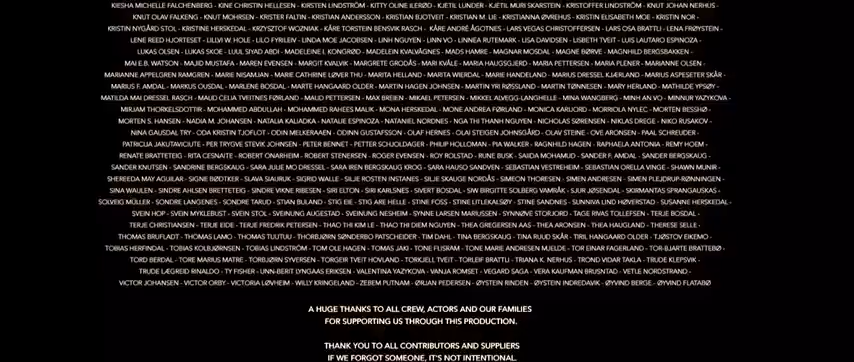 KIESHA MICHELLE FALCHENBERG - KINE CHRISTIN HELLESEN - KIRSTEN LINDSTRÖM - KITTY OLINE ILERØD - KJETIL LUNDER - KJETIL MURI SKARSTEIN - KRISTOFFER LINDSTRÖM - KNUT JOHAN NERHUS -
KNUT OLAV FALKENG - KNUT MOHRSEN - KRISTER FALTIN - KRISTIAN ANDERSSON - KRISTIAN BJOTVEIT - KRISTIAN M. LIE - KRISTIANNA ØVREHUS - KRISTIN ELISABETH MOE - KRISTIN NOR -
KRISTIN NYGÅRD STOL - KRISTINE HERSKEDAL - KRZYSZTOF WOZNIAK - KÅRE TORSTEIN BENSVIK RASCH - KÅRE ANDRÉ ÅGOTNES - LARS VEGAS CHRISTOFFERSEN - LARS OSA BRATTLI - LENA FRØYSTEIN -
LENE REED HJORTESET - LILLVI W. HOLE - LILO FYRILEIV - LINDA MOE JACOBSEN - LINH NGUYEN - LINN VO - LINNEA RUTEMARK - LISA DAVIDSEN - LISBETH TVEIT - LUIS LAUTARO ESPINOZA -
LUKAS OLSEN - LUKAS SKOE - LUUL SIYAD ABDI - MADELEINE I. KONGRØD - MADELEIN KVALVÅGNES - MADS HAMRE - MAGNAR MOSDAL - MAGNE BØRVE - MAGNHILD BERGSBAKKEN -
MAI E.B. WATSON - MAJID MUSTAFA - MAREN EVENSEN - MARGIT KVALVIK - MARGRETE GRODÅS - MARI KVÅLE - MARIA HAUGSGJERD - MARIA PETTERSEN - MARIA PLENER - MARIANNE OLSEN -
MARIANNE APPELGREN RAMGREN - MARIE NISAMJAN - MARIE CATHRINE LØVER THU - MARITA HELLAND - MARITA WIERDAL - MARIE HANDELAND - MARIUS DRESSEL KJÆRLAND - MARIUS ASPESETER SKÅR -
MARIUS F. AMDAL - MARKUS OUSDAL - MARLENE BOSDAL - MARTE HANGAARD OLDER - MARTIN HAGEN JOHNSEN - MARTIN YRI RØSSLAND - MARTIN TØNNESEN - MARY HERLAND - MATHILDE YPSØY -
MATILDA MAI DRESSEL RASCH - MAUD CELIA TVEITNES FØRLAND - MAUD PETTERSEN - MAX BREIEN - MIKAEL PETERSEN - MIKKEL ALVEGG-LANGHELLE - MINA WANGBERG - MINH AN VO - MINNUR YAZYKOVA -
MIRJAM THORKELSDOTTIR - MOHAMMED ABDULLAH - MOHAMMED RAHEES MALIK - MONA HERSKEDAL - MONE ANDREA FØRLAND - MONICA KARLUORD - MORRIOLA NYLEC - MORTEN BESSHØ -
MORTEN S. HANSEN - NADIA M. JOHANSEN - NATALIA KALIADKA - NATALIE ESPINOZA - NATANIEL NORDNES - NGA THI THANH NGUYEN - NICHOLAS SØRENSEN - NIKLAS DREGE - NIKO RUSAKOV -
NINA GAUSDAL TRY - ODA KRISTIN TJOFLOT - ODIN MELKERAAEN - ODINN GUSTAFSSON - OLAF HERNES - OLAI STEIGEN JOHNSGÅRD - OLAV STEINE - OVE ARONSEN - PAAL SCHREUDER -
PATRICIJA JAKUTAVICIUTE - PER TRYGVE STEVIK JOHNSEN - PETER BENNET - PETTER SCHJOLDAGER - PHILIP HOLLOMAN - PIA WALKER - RAGNHILD HAGEN - RAPHAELA ANTONIA - REMY HOEM -
RENATE BRATTETEIG - RITA CESNAITE - ROBERT ONARHEIM - ROBERT STENERSEN - ROGER EVENSEN - ROY ROLSTAD - RUNE BUSK - SAIDA MOHAMUD - SANDER F. AMDAL - SANDER BERGSKAUG -
SANDER KNUTSEN - SANDRINE BERGSKAUG - SARA JULIE MO DRESSEL - SARA IREN BERGSKAUG KROG - SARA HAUSO SANDVEN - SEBASTIAN VESTREHEIM - SEBASTIAN ORELLA VINGE - SHAWN MUNIR -
SHEREEDA MAY AGUILAR - SIGNE BØDTKER - SLAVA SAURUK - SIGRID WALLE - SILJE ROSTEN INSTANES - SILJE SKAUGE NORDÅS - SIMEON THORESEN - SIMEN ANDRESEN - SIMEN PLEJDRUP-RØNNINGEN -
SINA WAULEN - SINDRE AHLSEN BRETTETEIG - SINDRE VIKNE RIBESEN - SIRI ELTON - SIRI KARLSNES - SIVERT BOSDAL - SIW BIRGITTE SOLBERG VAMRÅK - SJUR JØSENDAL - SKIRMANTAS SPRANGAUSKAS -
SOLVEIG MÜLLER - SONDRE LANGENES - SONDRE TARUD - STIAN BULAND - STIG EIE - STIG ARE HELLE - STINE FOSS - STINE UTLEKALSØY - STINE SANDNES - SUNNIVA LIND HØVERSTAD - SUSANNE HERSKEDAL -
SVEIN HOP - SVEIN MYKLEBUST - SVEIN STOL - SVEINUNG AUGESTAD - SVEINUNG NESHEIM - SYNNE LARSEN MARIUSSEN - SYNNØVE STORJORD - TAGE RIVAS TOLLEFSEN - TERJE BOSDAL -
TERJE CHRISTIANSEN - TERJE EIDE - TERJE FREDRIK PETERSEN - THAO THI KIM LE - THAO THI DIEM NGUYEN - THEA GREGERSEN AAS - THEA ARONSEN - THEA HAUGLAND - THERESE SELLE -
THOMAS BRUFLADT - THOMAS LAMO - THOMAS TUUTUU - THORBJØRN SØNDERBO PATSCHEIDER - TIM DAHL - TINA BERGSKAUG - TINA RUUD SKÅR - TIRIL HANGAARD OLDER - TJØSTOV EIKEMO -
TOBIAS HERFINDAL - TOBIAS KOLBJØRNSEN - TOBIAS LINDSTRÖM - TOM OLE HAGEN - TOMAS JAKI - TONE FLISRAM - TONE MARIE ANDRESEN MJELDE - TOR EINAR FAGERLAND - TOR-BJARTE BRATTEBØ -
TORD BERDAL - TORE MARIUS MATRE - TORBJØRN SYVERSEN - TORGEIR TVEIT HOVLAND - TORKJELL TVEIT - TORLEIF BRATTLI - TRIANA K. NERHUS - TROND VIDAR TAKLA - TRUDE KLEPSVIK -
TRUDE LÆGREID RINALDO - TY FISHER - UNN-BERIT LYNGAAS ERIKSEN - VALENTINA YAZYKOVA - VANJA ROMSET - VEGARD SAGA - VERA KAUFMAN BRUSNTAD - VETLE NORDSTRAND -
VICTOR JOHANSEN - VICTOR ORBY - VICTORIA LØVHEIM - WILLY KRINGELAND - ZEBEM PUTNAM - ØRJAN PEDERSEN - ØYSTEIN RINDEN - ØYSTEIN INDREDAVIK - ØYVIND BERGE - ØYVIND FLATABØ
A HUGE THANKS TO ALL CREW, ACTORS AND OUR FAMILIES
FOR SUPPORTING US THROUGH THIS PRODUCTION.
THANK YOU TO ALL CONTRIBUTORS AND SUPPLIERS
IF WE FORGOT SOMEONE, IT'S NOT INTENTIONAL.